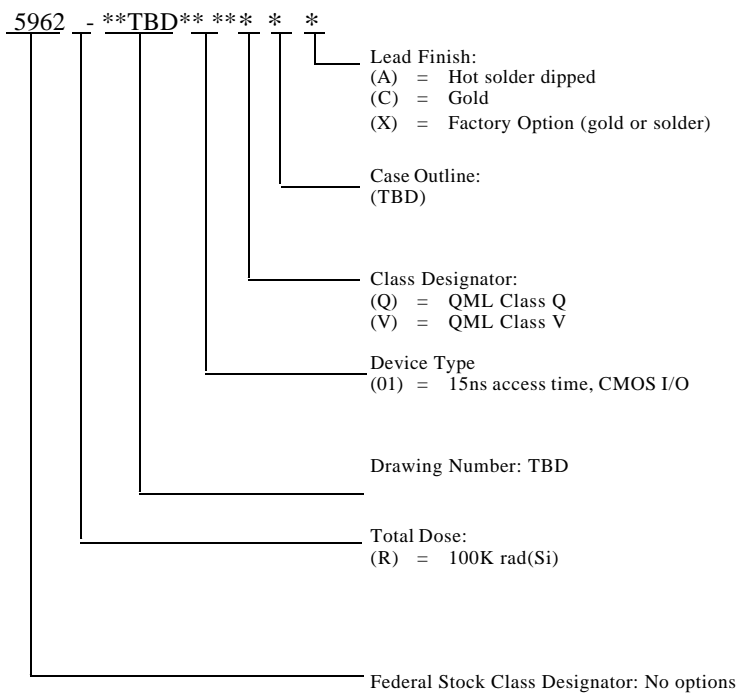 5962 - **TBD** *** * *
Lead Finish:
(A) = Hot solder dipped
(C) = Gold
(X) = Factory Option (gold or solder)
Case Outline:
(TBD)
Class Designator:
(Q) = QML Class Q
(V) = QML Class V
Device Type
(01) = 15ns access time, CMOS I/O
Drawing Number: TBD
Total Dose:
(R) = 100K rad(Si)
Federal Stock Class Designator: No options